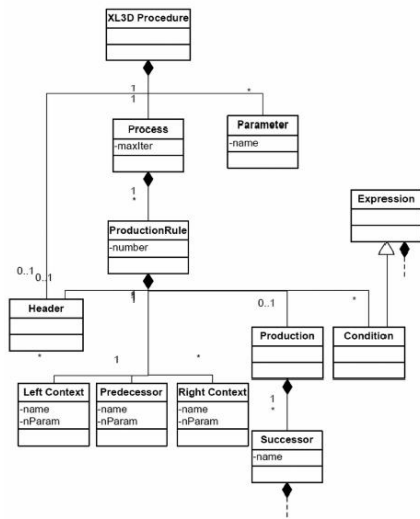 XL3D Procedure
1
1
*
Process
-maxIter
Parameter
-name
1
*
Expression
ProductionRule
-number
0..1
0..1
1
0..1
*
Header
Production
Condition
*
1
*
Left Context
-name
-nParam
Predecessor
-name
-nParam
Right Context
-name
-nParam
1
*
Successor
-name